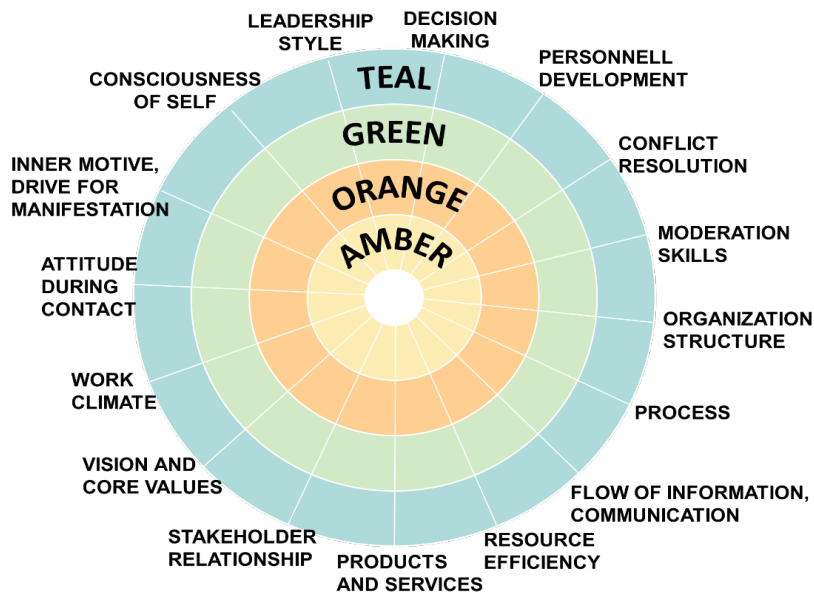 LEADERSHIP
STYLE
DECISION
MAKING
PERSONNELL
DEVELOPMENT
CONFLICT
RESOLUTION
MODERATION
SKILLS
ORGANIZATION
STRUCTURE
PROCESS
FLOW OF INFORMATION,
COMMUNICATION
RESOURCE
EFFICIENCY
PRODUCTS
AND SERVICES
STAKEHOLDER
RELATIONSHIP
VISION AND
CORE VALUES
WORK
CLIMATE
ATTITUDE
DURING
CONTACT
INNER MOTIVE,
DRIVE FOR
MANIFESTATION
CONSCIOUSNESS
OF SELF
TEAL
GREEN
ORANGE
AMBER